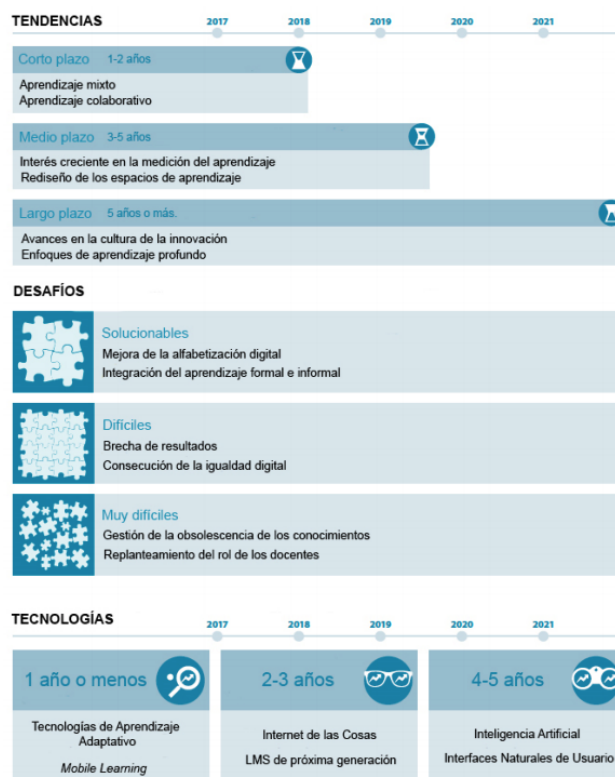 TENDENCIAS
2017 2018 2019 2020 2021
Corto plazo 1-2 años
Aprendizaje mixto
Aprendizaje colaborativo
Medio plazo 3-5 años
Interés creciente en la medición del aprendizaje
Rediseño de los espacios de aprendizaje
Largo plazo 5 años o más.
Avances en la cultura de la innovación
Enfoques de aprendizaje profundo
DESAFÍOS
Solucionables
Mejora de la alfabetización digital
Integración del aprendizaje formal e informal
Difíciles
Brecha de resultados
Consecución de la igualdad digital
Muy difíciles
Gestión de la obsolescencia de los conocimientos
Replanteamiento del rol de los docentes
TECNOLOGÍAS
2017 2018 2019 2020 2021
1 año o menos
Tecnologías de Aprendizaje
Adaptativo
Mobile Learning
2-3 años
Internet de las Cosas
LMS de próxima generación
4-5 años
Inteligencia Artificial
Interfaces Naturales de Usuario